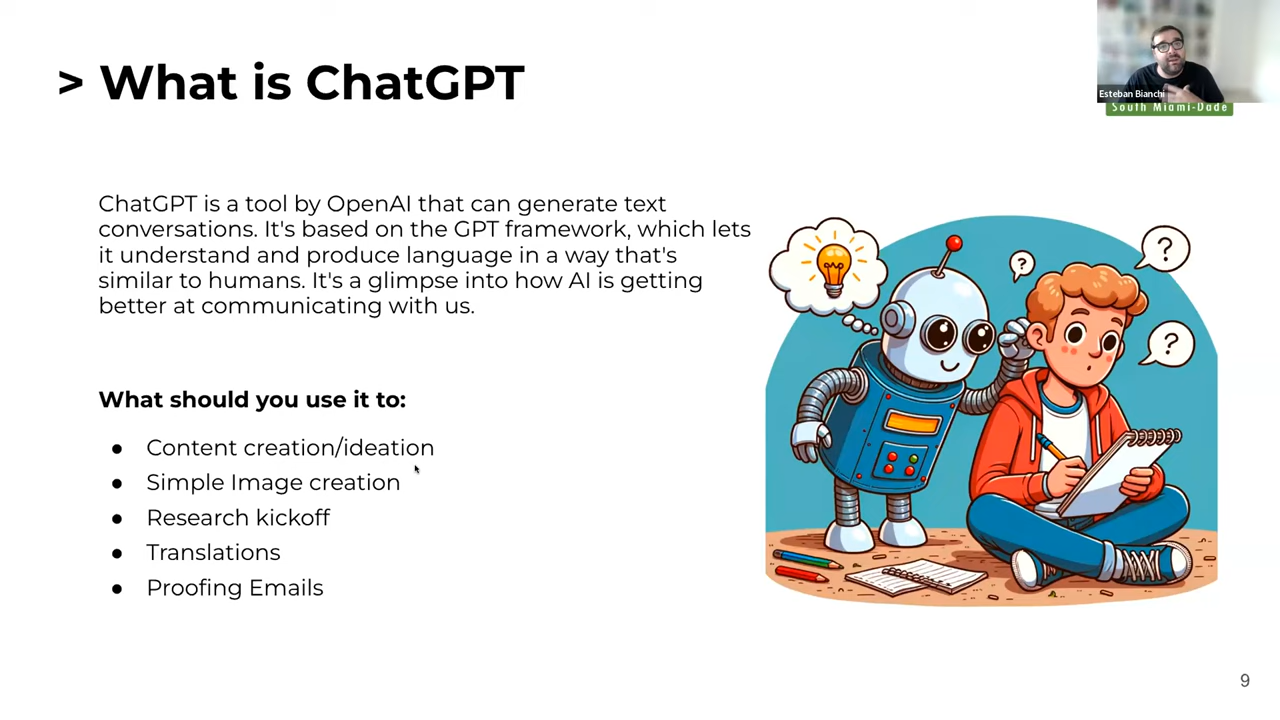 > What is ChatGPT
Esteban Bianchi
South Miami-Dade
ChatGPT is a tool by OpenAI that can generate text
conversations. It's based on the GPT framework, which lets
it understand and produce language in a way that's
similar to humans. It's a glimpse into how AI is getting
better at communicating with us.
What should you use it to:
● Content creation/ideation
● Simple Image creation
● Research kickoff
● Translations
● Proofing Emails
?
?
?
9